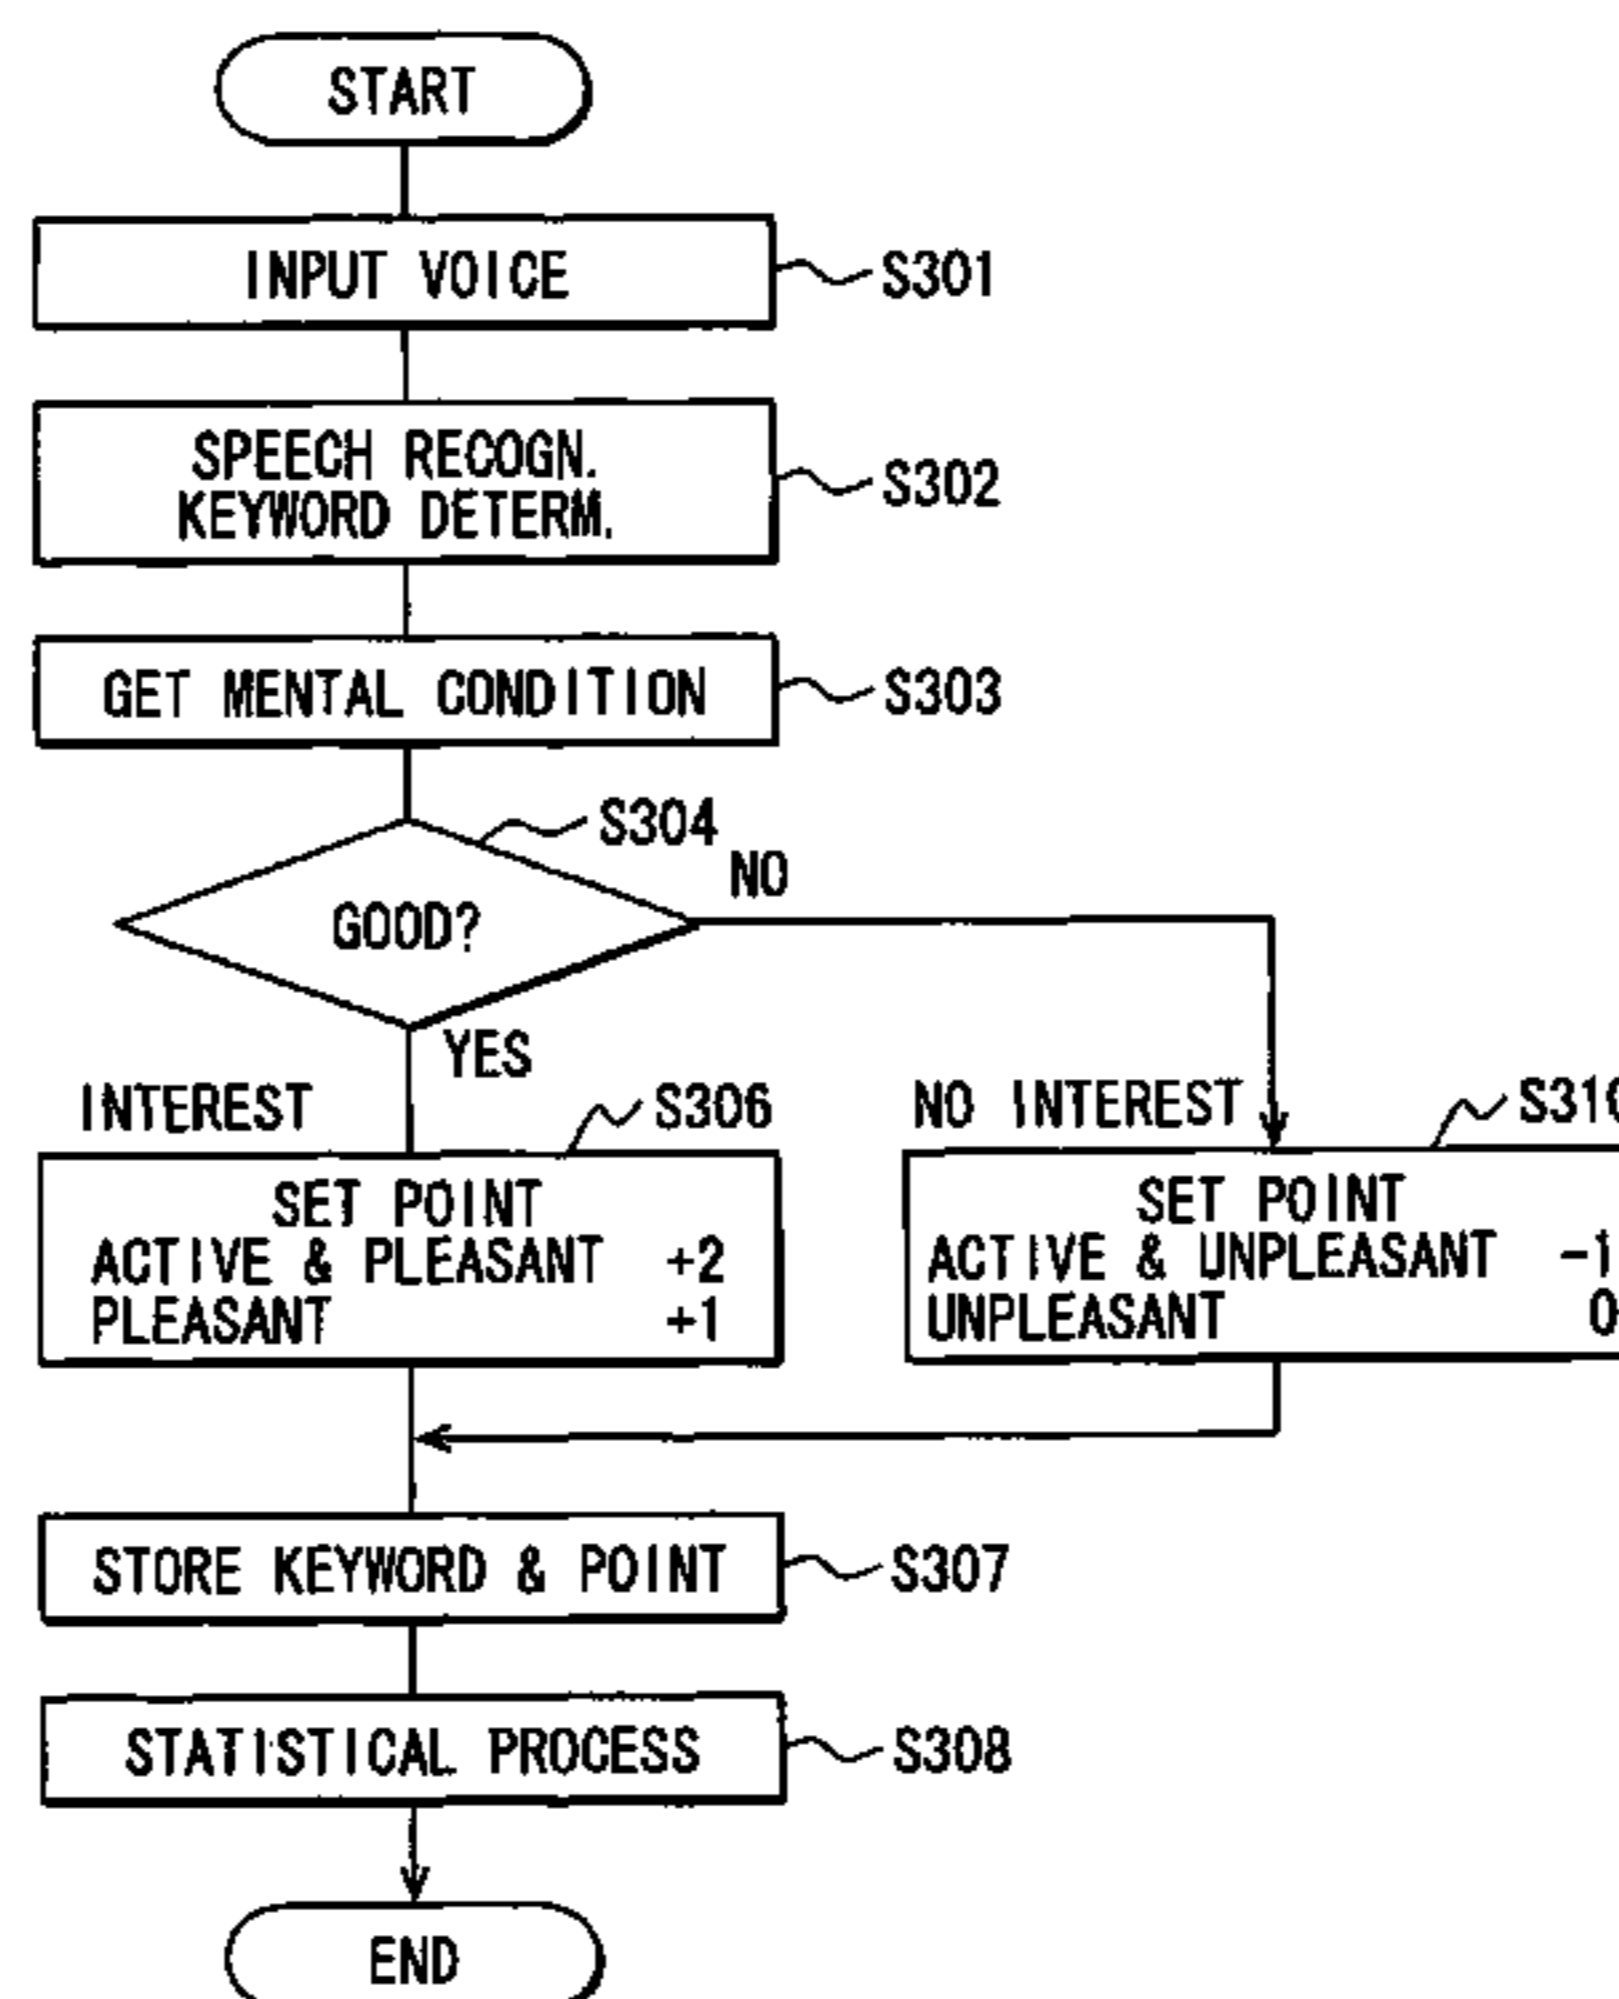 START
INPUT VOICE
S301
SPEECH RECOGN.
KEYWORD DETERM.
S302
GET MENTAL CONDITION
S303
S304
NO
GOOD?
YES
INTEREST
S306
NO INTEREST
S310
SET POINT
ACTIVE & PLEASANT +2
PLEASANT +1
SET POINT
ACTIVE & UNPLEASANT -1
UNPLEASANT 0
STORE KEYWORD & POINT
S307
STATISTICAL PROCESS
S308
END